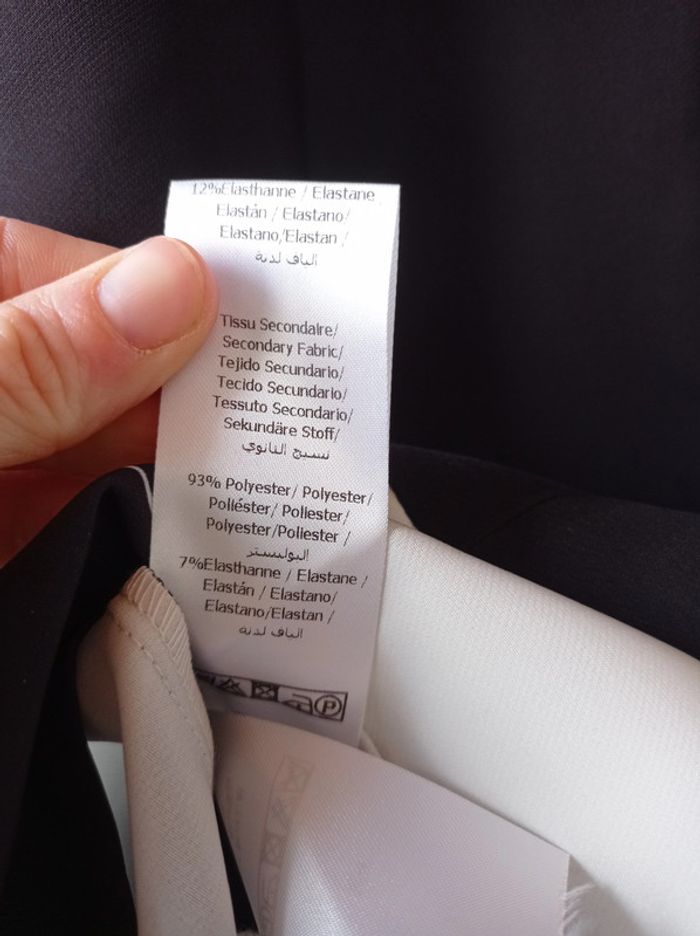 12%Elasthanne / Elastane
Elastán / Elastano/
Elastano/Elastan /
الياف لدنة
Tissu Secondaire/
Secondary Fabric/
Tejido Secundario/
Tecido Secundario/
Tessuto Secondario/
Sekundäre Stoff/
نسيج الثانوي
93% Polyester/ Polyester/
Poliéster/ Poliester/
Polyester/Poliester /
البوليستر
7%Elasthanne / Elastane /
Elastán / Elastano/
Elastano/Elastan /
الياف لدنة
P